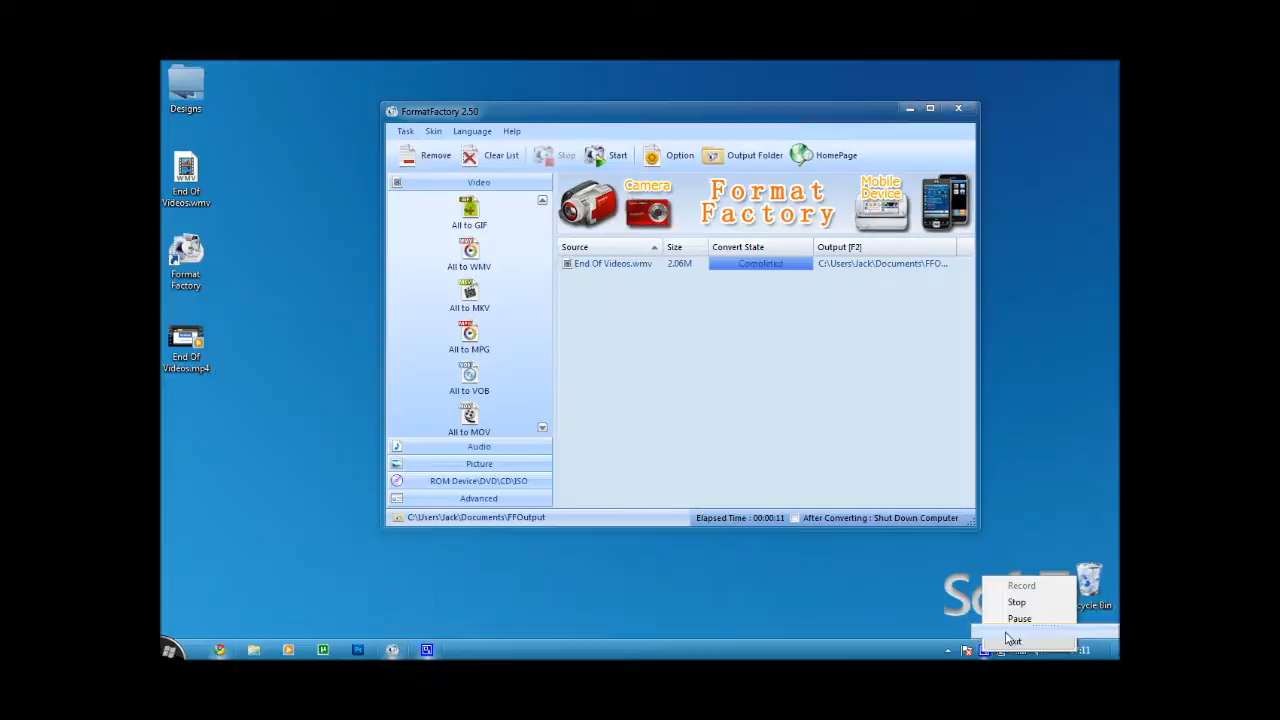 Designs
End Of
Videos.wmv
Format
Factory
End Of
Videos.mp4
FormatFactory 2.50
Task Skin Language Help
Remove Clear List Stop Start Option Output Folder HomePage
Video
All to GIF
All to WMV
All to MKV
All to MPG
All to VOB
All to MOV
Audio
Picture
ROM Device\DVD\CD\ISO
Advanced
Camera
Format
Factory
Mobile
Device
Source Size Convert State Output [F2]
End Of Videos.wmv 2.06M Completed C:\Users\Jack\Documents\FFO...
C:\Users\Jack\Documents\FFOutput
Elapsed Time : 00:00:11 After Converting : Shut Down Computer
Record
Stop
Pause
cycle Bin
:11